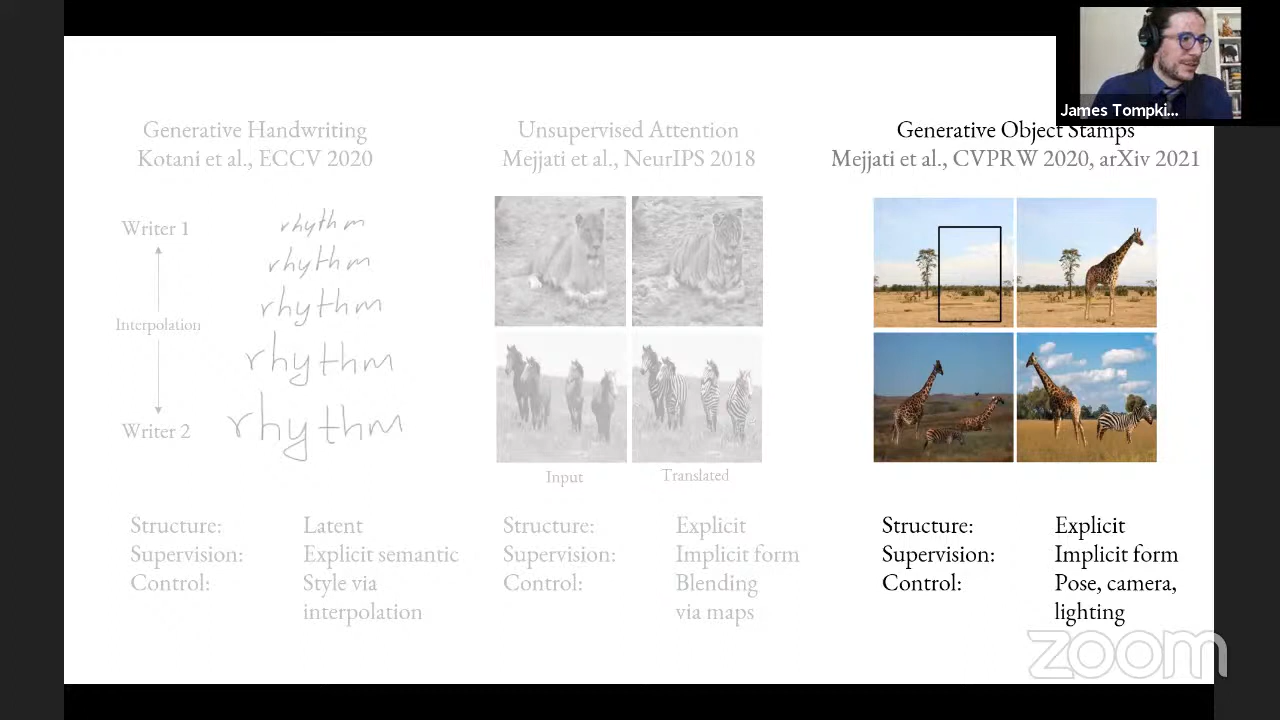 James Tompki...
Generative Handwriting
Kotani et al., ECCV 2020
Writer 1
Interpolation
Writer 2
rhythm
rhythm
rhythm
rhythm
rhythm
Structure: Latent
Supervision: Explicit semantic
Control: Style via
interpolation
Unsupervised Attention
Mejjati et al., NeurIPS 2018
Input Translated
Structure: Explicit
Supervision: Implicit form
Control: Blending
via maps
Generative Object Stamps
Mejjati et al., CVPRW 2020, arXiv 2021
Structure: Explicit
Supervision: Implicit form
Control: Pose, camera,
lighting
zoom